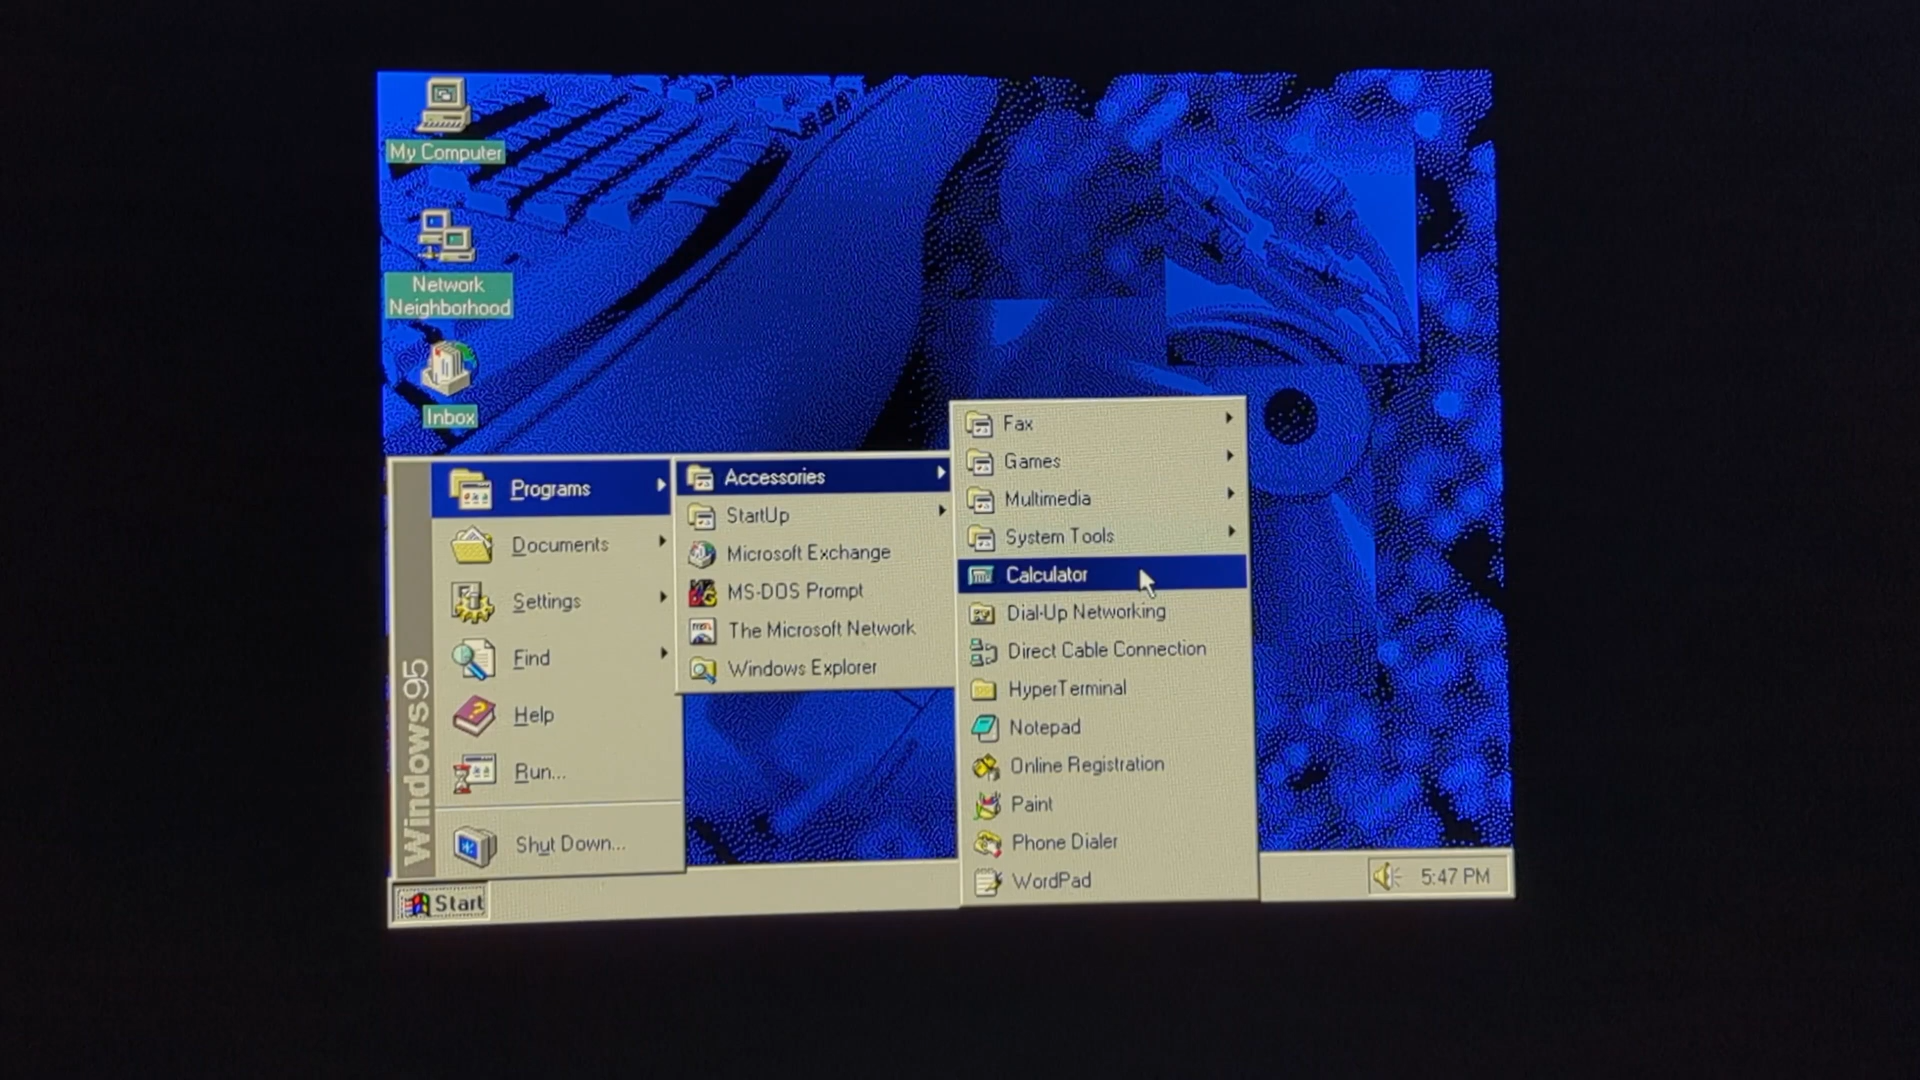 My Computer
Network
Neighborhood
Inbox
Programs
Documents
Settings
Find
Help
Run...
Shut Down...
Windows95
Accessories
StartUp
Microsoft Exchange
MS-DOS Prompt
The Microsoft Network
Windows Explorer
Fax
Games
Multimedia
System Tools
Calculator
Dial-Up Networking
Direct Cable Connection
HyperTerminal
Notepad
Online Registration
Paint
Phone Dialer
WordPad
Start
5:47 PM